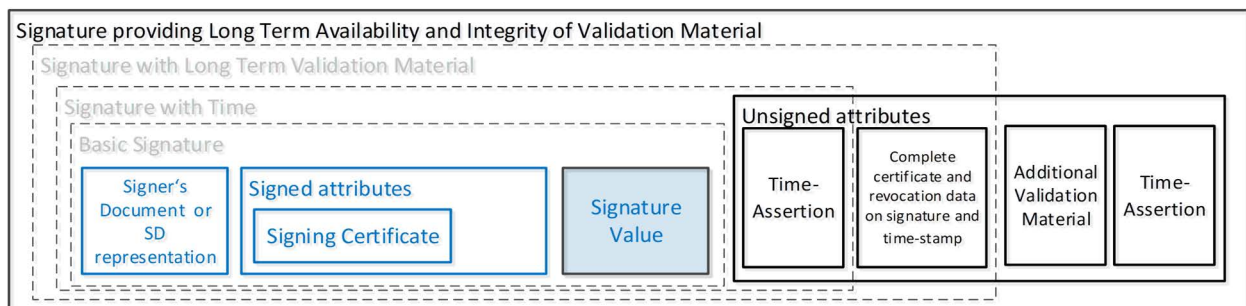 Signature providing Long Term Availability and Integrity of Validation Material
Signature with Long Term Validation Material
Signature with Time
Basic Signature
Signer‘s
Document or
SD
representation
Signed attributes
Signing Certificate
Signature
Value
Unsigned attributes
Time-
Assertion
Complete
certificate and
revocation data
on signature and
time-stamp
Additional
Validation
Material
Time-
Assertion